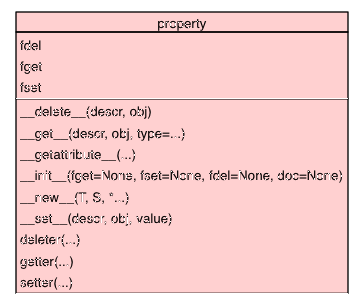 property
fdel
fget
fset
__delete__(descr, obj)
__get__(descr, obj, type=...)
__getattribute__(...)
__init__(fget=None, fset=None, fdel=None, doc=None)
__new__(T, S, *...)
__set__(descr, obj, value)
deleter(...)
getter(...)
setter(...)